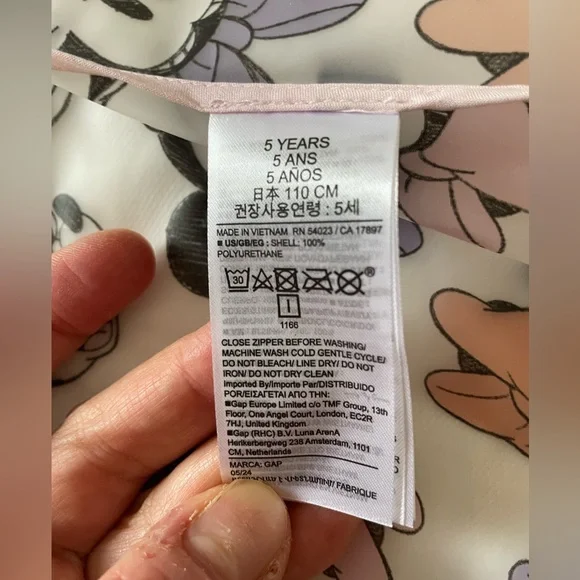 5 YEARS
5 ANS
5 AÑOS
日本 110 CM
권장사용연령 : 5세
MADE IN VIETNAM RN 54023 / CA 17897
■ US/GB/EG : SHELL: 100%
POLYURETHANE
30
®
I
1166
CLOSE ZIPPER BEFORE WASHING/
MACHINE WASH COLD GENTLE CYCLE/
DO NOT BLEACH/ LINE DRY/ DO NOT
IRON/ DO NOT DRY CLEAN
Imported By/Importe Par/DISTRIBUIDO
POR/ΕΙΣΑΓΕΤΑΙ ΑΠΟ ΤΗΝ:
■Gap Europe Limited c/o TMF Group, 13th
Floor, One Angel Court, London, EC2R
7HJ, United Kingdom
■Gap (RHC) B.V. Luna ArenA
Herikerbergweg 238 Amsterdam, 1101
CM, Netherlands
MARCA: GAP
05/24
FABRIQUE